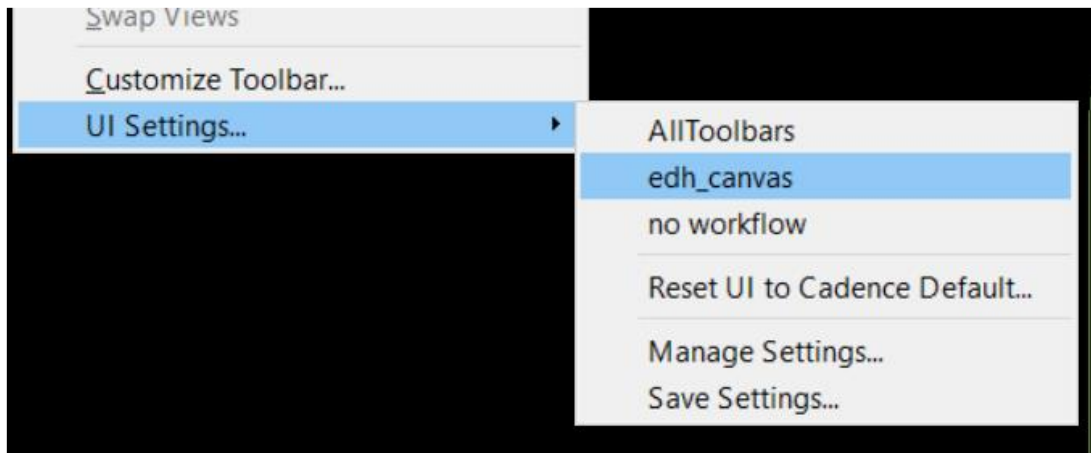 Swap Views
Customize Toolbar...
UI Settings...
AllToolbars
edh_canvas
no workflow
Reset UI to Cadence Default...
Manage Settings...
Save Settings...